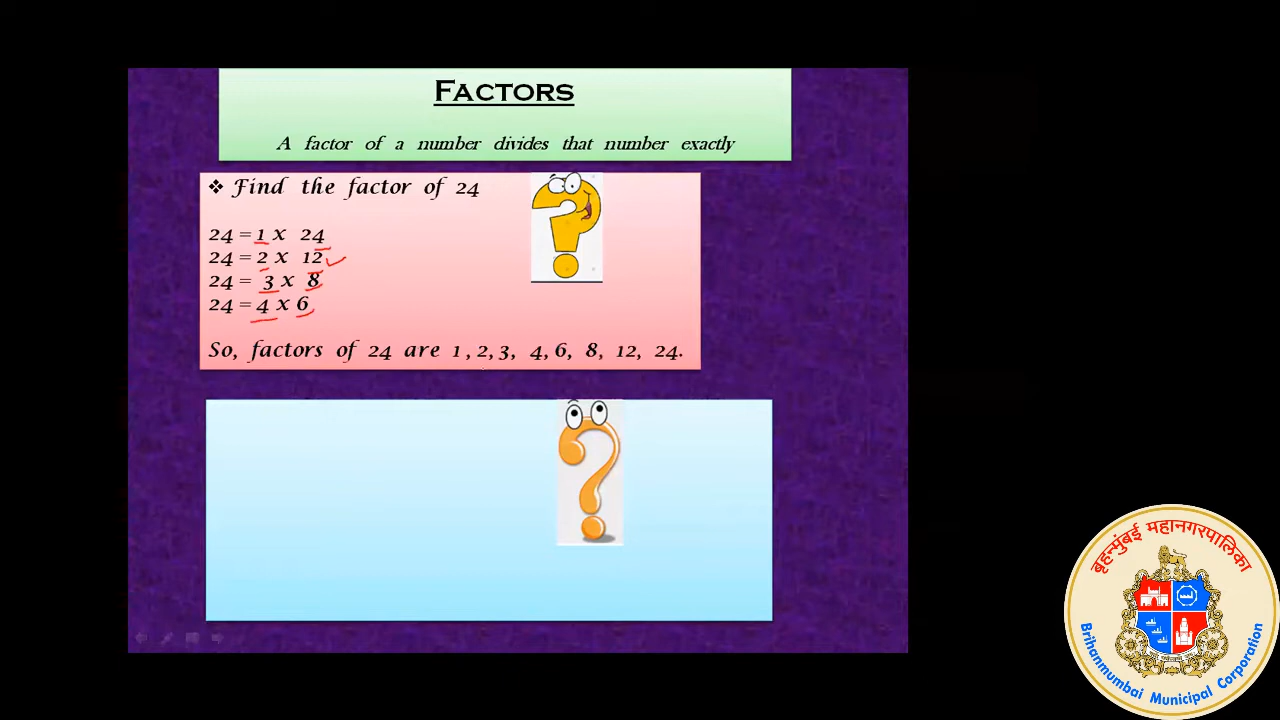 FACTORS
A factor of a number divides that number exactly
❖ Find the factor of 24
24 = 1 x 24
24 = 2 x 12
24 = 3 x 8
24 = 4 x 6
So, factors of 24 are 1 , 2, 3, 4, 6, 8, 12, 24.
बृहन्मुंबई महानगरपालिका
Brihanmumbai Municipal Corporation